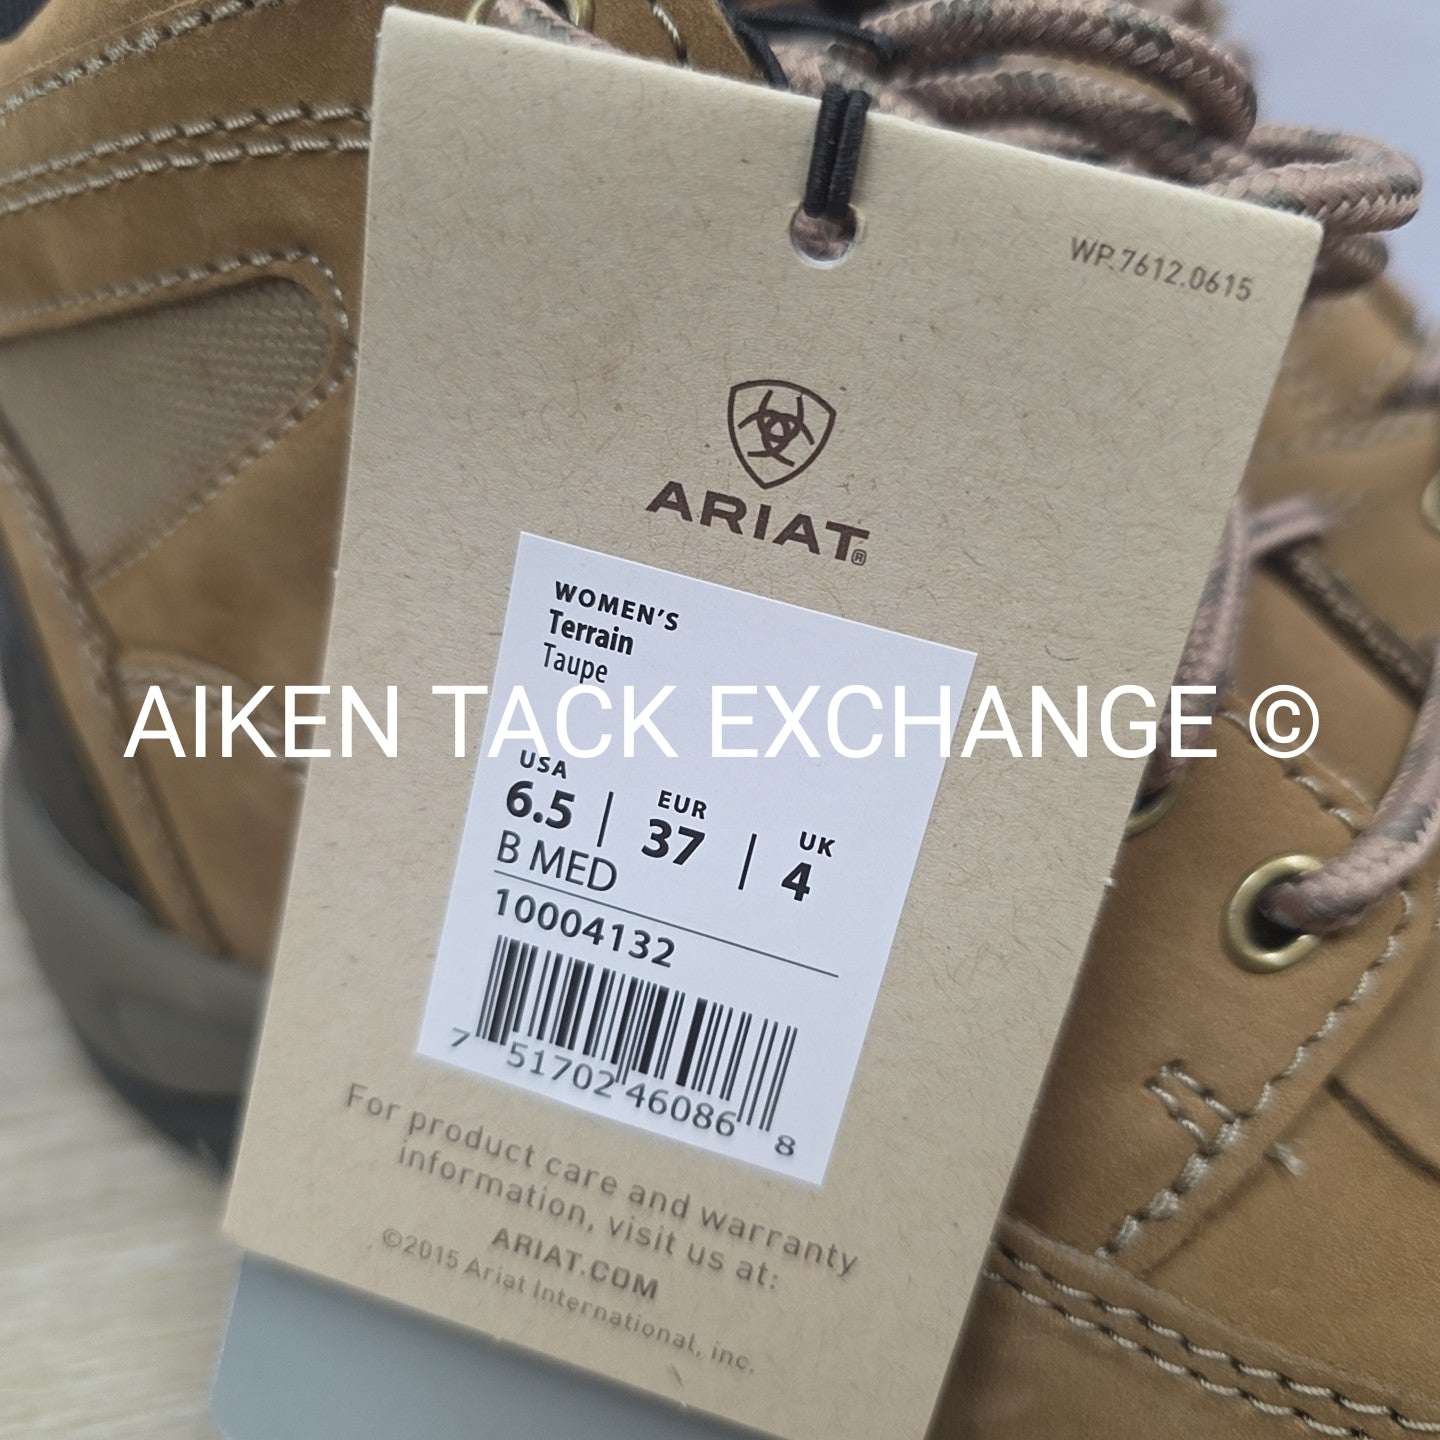 WP.7612.0615
ARIAT®
WOMEN'S
Terrain
Taupe
AIKEN TACK EXCHANGE ©
USA
6.5 | EUR
37 | UK
4
B MED
10004132
7 51702 46086 8
For product care and warranty
information, visit us at:
ARIAT.COM
©2015 Ariat International, inc.